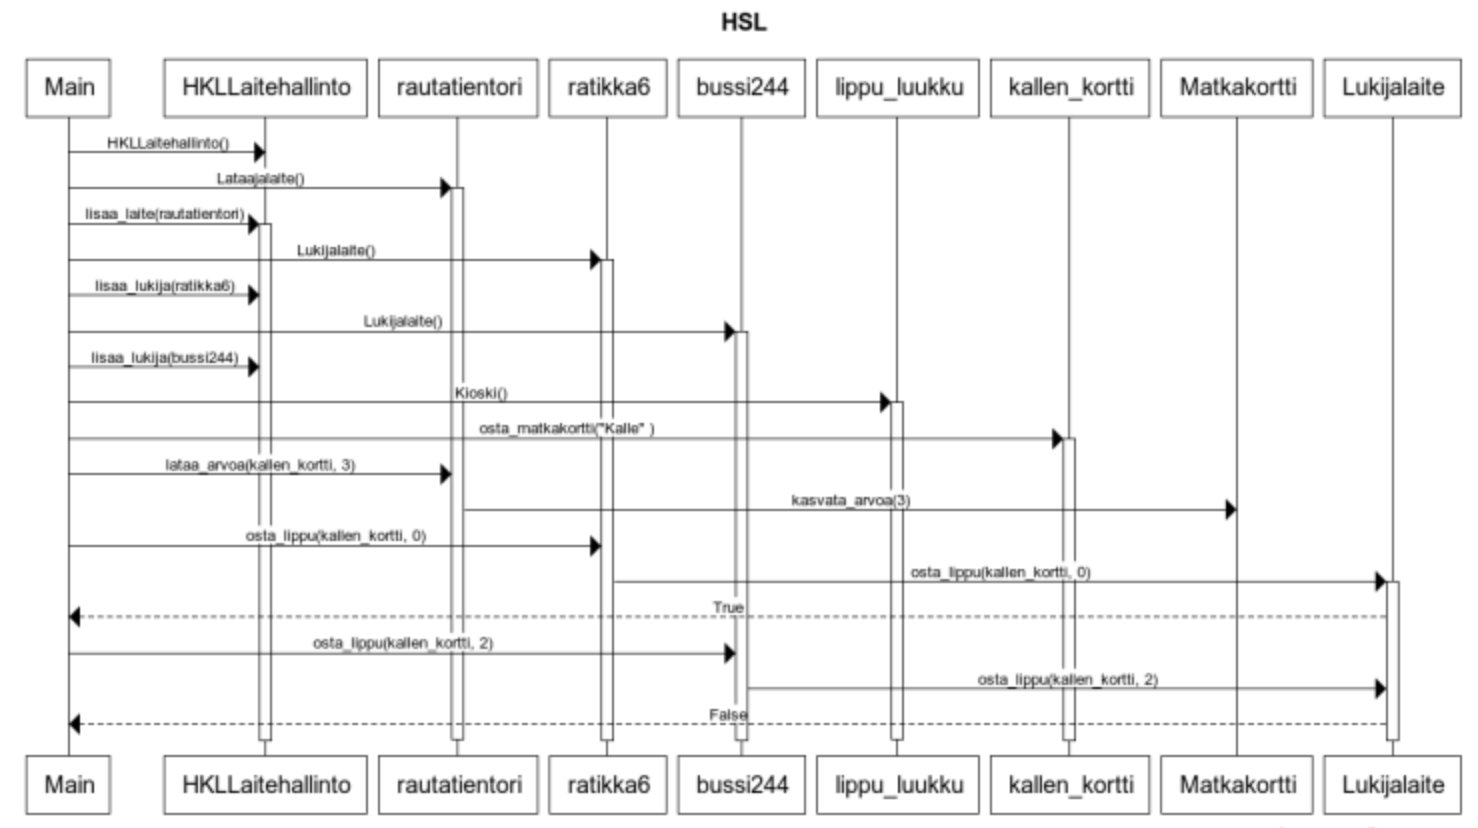 HSL
Main HKLLaitehallinto rautatientori ratikka6 bussi244 lippu_luukku kallen_kortti Matkakortti Lukijalaite
HKLLaitehallinto()
Lataajalaite()
lisaa_laite(rautatientori)
Lukijalaite()
lisaa_lukija(ratikka6)
Lukijalaite()
lisaa_lukija(bussi244)
Kioski()
osta_matkakortti("Kalle" )
lataa_arvoa(kallen_kortti, 3)
kasvata_arvoa(3)
osta_lippu(kallen_kortti, 0)
osta_lippu(kallen_kortti, 0)
True
osta_lippu(kallen_kortti, 2)
osta_lippu(kallen_kortti, 2)
False
Main HKLLaitehallinto rautatientori ratikka6 bussi244 lippu_luukku kallen_kortti Matkakortti Lukijalaite